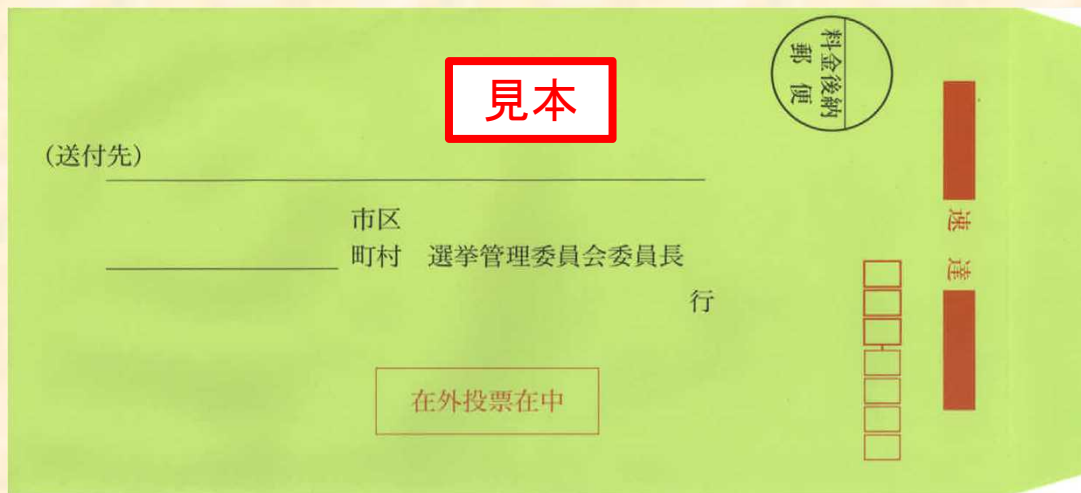 見本
料金後納
郵便
(送付先)
市区
町村 選挙管理委員会委員長
行
速達
在外投票在中